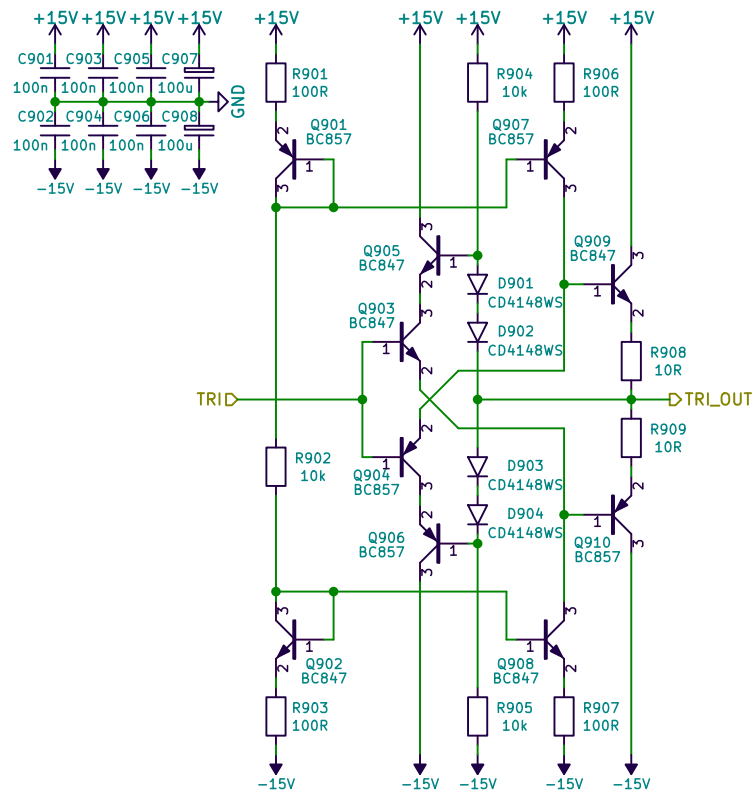 +15V +15V +15V +15V +15V +15V +15V +15V +15V
C901 C903 C905 C907
100n 100n 100n 100u
GND
C902 C904 C906 C908
100n 100n 100n 100u
-15V -15V -15V -15V
R901
100R
R904
10k
R906
100R
2
Q901
BC857
1
3
2
Q907
BC857
1
3
3
Q905
BC847
1
2
3
Q909
BC847
1
2
D901
CD4148WS
Q903
BC847
3
1
2
D902
CD4148WS
R908
10R
TRI
TRI_OUT
R909
10R
2
1
Q904
BC857
3
R902
10k
D903
CD4148WS
2
Q906
BC857
1
3
D904
CD4148WS
2
1
Q910
BC857
3
3
1
2
Q902
BC847
3
1
2
Q908
BC847
R903
100R
R905
10k
R907
100R
-15V -15V -15V -15V -15V